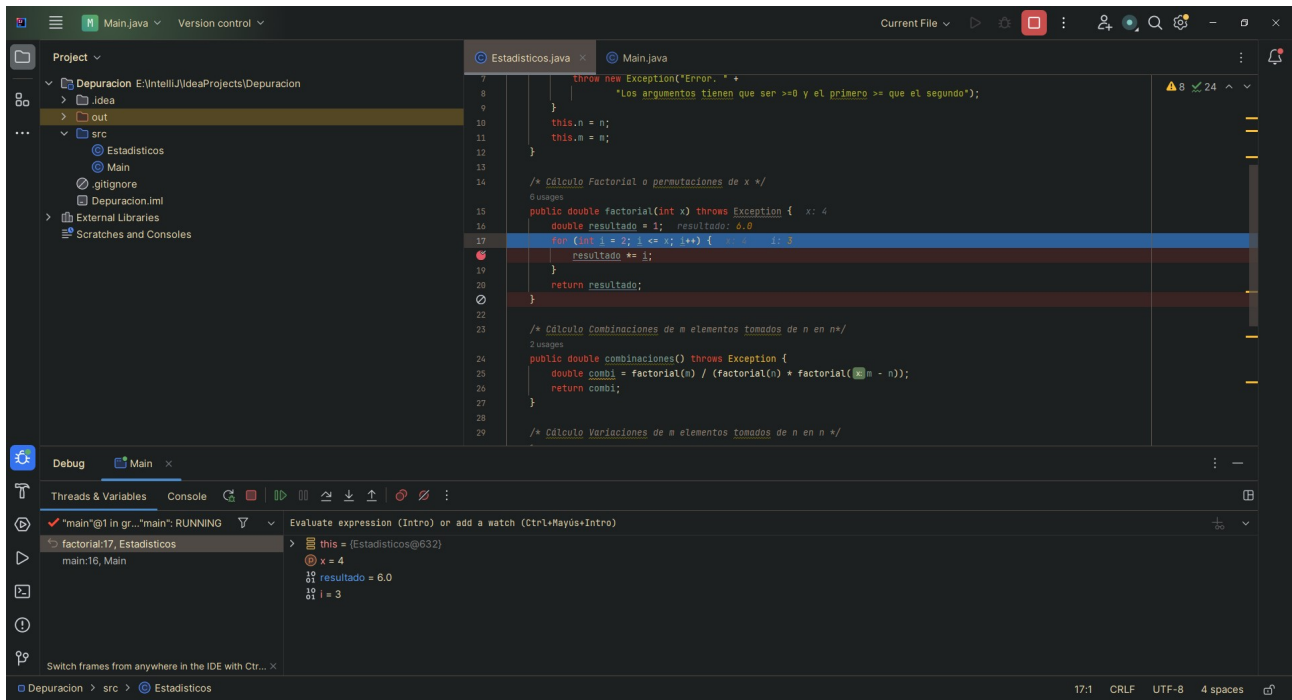 M Main.java Version control Current File
Project
Estadisticos.java Main.java
Depuracion E:\IntelliJ\IdeaProjects\Depuracion
.idea
out
src
Estadisticos
Main
.gitignore
Depuracion.iml
External Libraries
Scratches and Consoles
8 24
7 throw new Exception("Error. " +
8 "Los argumentos tienen que ser >=0 y el primero >= que el segundo");
9 }
10 this.n = n;
11 this.m = m;
12 }
13
14 /* Cálculo Factorial o permutaciones de x */
6 usages
15 public double factorial(int x) throws Exception { x: 4
16 double resultado = 1; resultado: 6.0
17 for (int i = 2; i <= x; i++) { x: 4 i: 3
resultado *= i;
19 }
20 return resultado;
}
22
23 /* Cálculo Combinaciones de m elementos tomados de n en n*/
2 usages
24 public double combinaciones() throws Exception {
25 double combi = factorial(m) / (factorial(n) * factorial( x: m - n));
26 return combi;
27 }
28
29 /* Cálculo Variaciones de m elementos tomados de n en n */
Debug Main
Threads & Variables Console
"main"@1 in gr..."main": RUNNING
Evaluate expression (Intro) or add a watch (Ctrl+Mayús+Intro)
factorial:17, Estadisticos
main:16, Main
this = {Estadisticos@632}
x = 4
resultado = 6.0
i = 3
Switch frames from anywhere in the IDE with Ctr...
Depuracion > src > Estadisticos
17:1 CRLF UTF-8 4 spaces